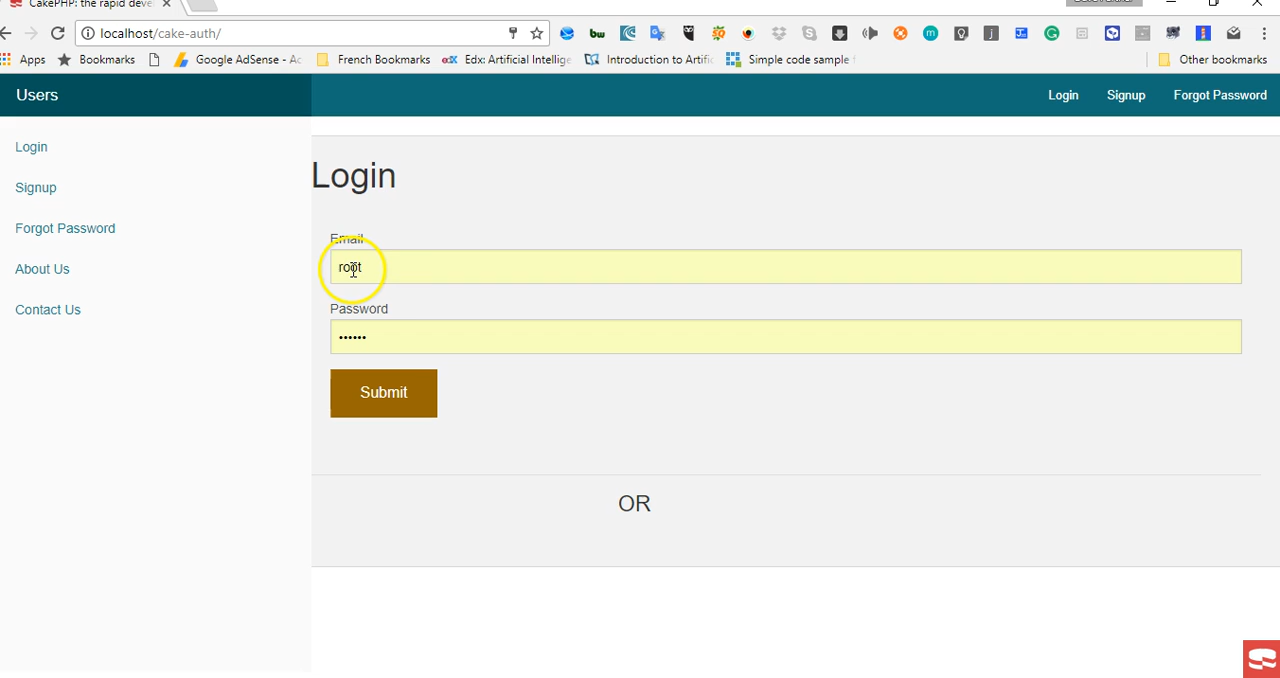 CakePHP: the rapid deve
localhost/cake-auth/
Apps Bookmarks Google AdSense - Ac French Bookmarks Edx: Artificial Intellige Introduction to Artific Simple code sample f Other bookmarks
Users
Login Signup Forgot Password
Login
Signup
Forgot Password
About Us
Contact Us
Login
Email
root
Password
••••••
Submit
OR